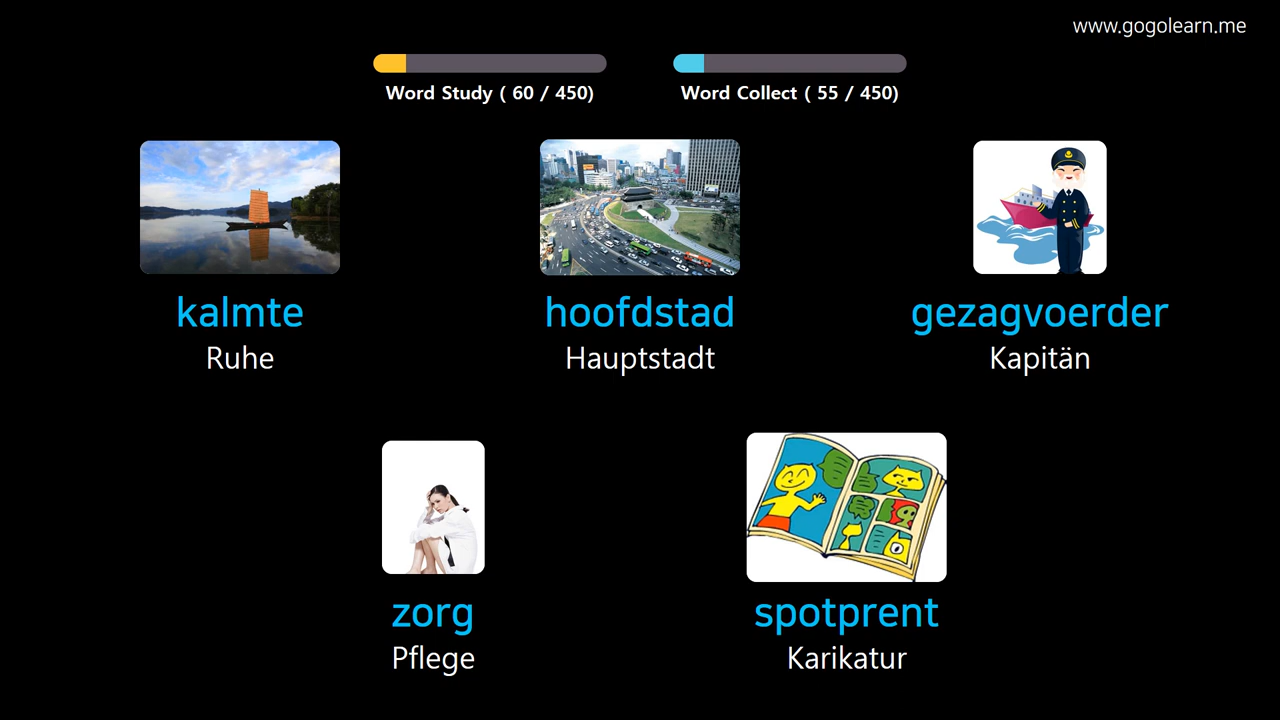 www.gogolearn.me
Word Study ( 60 / 450)
Word Collect ( 55 / 450)
kalmte
Ruhe
hoofdstad
Hauptstadt
gezagvoerder
Kapitän
zorg
Pflege
spotprent
Karikatur